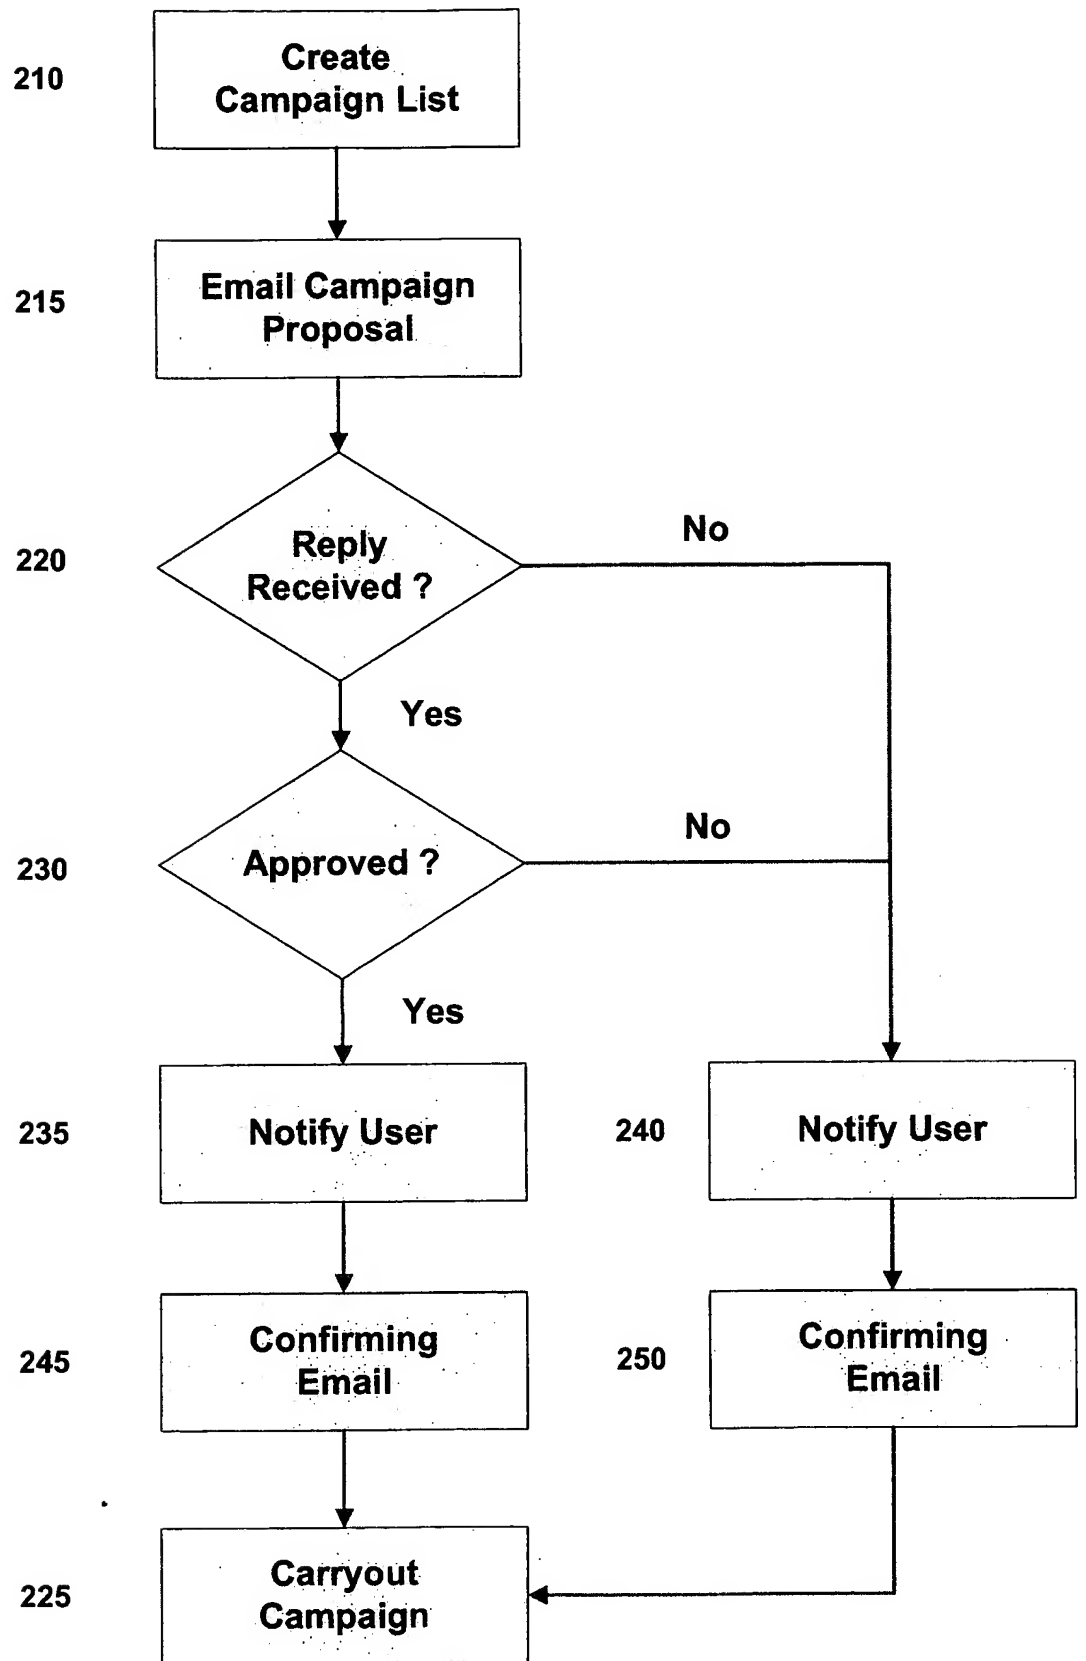 Create
210
Campaign List
Email Campaign
215
Proposal
No
Reply
220
Received ?
Yes
No
230
Approved ?
Yes
235
Notify User
240
Notify User
Confirming
Email
245
Confirming
Email
250
Carryout
225
Campaign